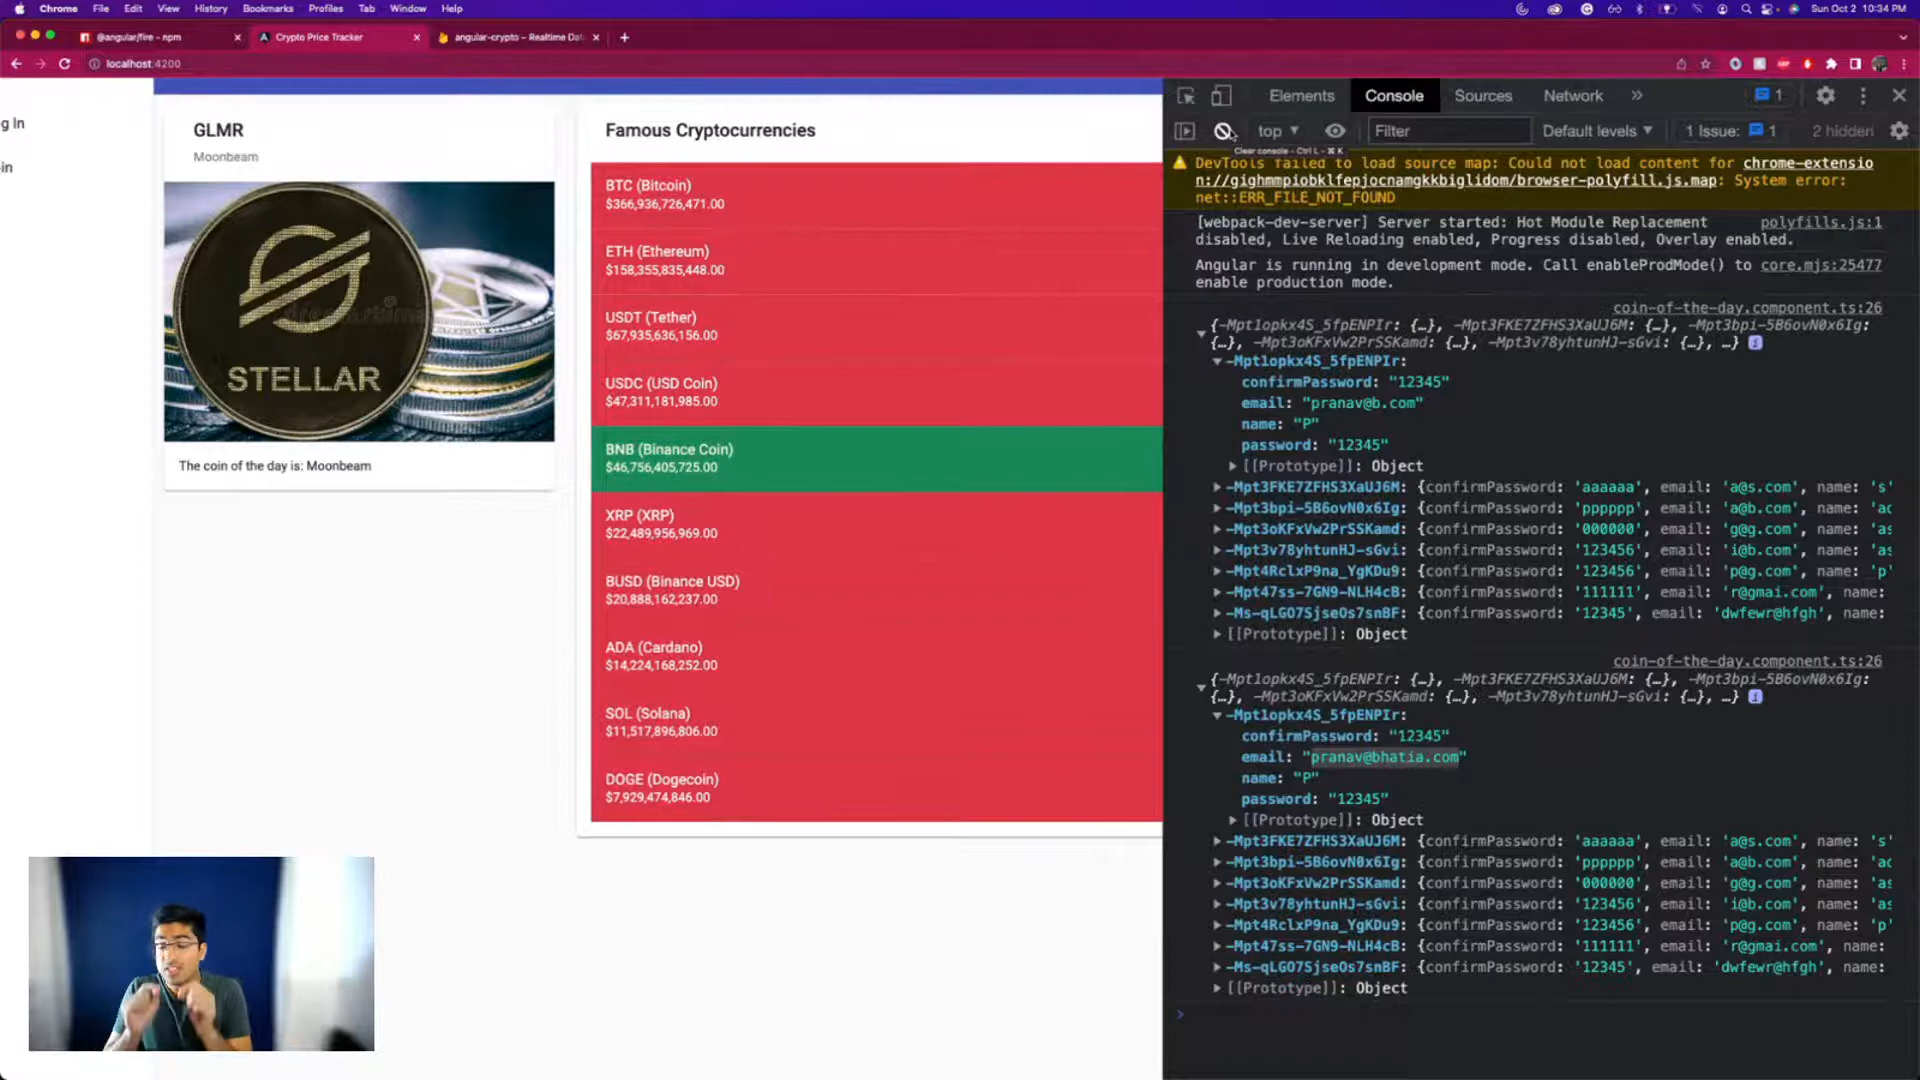 Chrome File Edit View History Bookmarks Profiles Tab Window Help Sun Oct 2 10:34 PM
@angular/fire - npm Crypto Price Tracker angular-crypto – Realtime Dat
localhost:4200
g In
in
GLMR
Moonbeam
STELLAR
The coin of the day is: Moonbeam
Famous Cryptocurrencies
BTC (Bitcoin)
$366,936,726,471.00
ETH (Ethereum)
$158,355,835,448.00
USDT (Tether)
$67,935,636,156.00
USDC (USD Coin)
$47,311,181,985.00
BNB (Binance Coin)
$46,756,405,725.00
XRP (XRP)
$22,489,956,969.00
BUSD (Binance USD)
$20,888,162,237.00
ADA (Cardano)
$14,224,168,252.00
SOL (Solana)
$11,517,896,806.00
DOGE (Dogecoin)
$7,929,474,846.00
Elements Console Sources Network » 1
top Filter Default levels 1 Issue: 1 2 hidden
Clear console - Ctrl L - ⌘ K
DevTools failed to load source map: Could not load content for chrome-extensio
n://gighmmpiobklfepjocnamgkkbiglidom/browser-polyfill.js.map: System error:
net::ERR_FILE_NOT_FOUND
[webpack-dev-server] Server started: Hot Module Replacement polyfills.js:1
disabled, Live Reloading enabled, Progress disabled, Overlay enabled.
Angular is running in development mode. Call enableProdMode() to core.mjs:25477
enable production mode.
coin-of-the-day.component.ts:26
{-Mpt1opkx4S_5fpENPIr: {…}, -Mpt3FKE7ZFHS3XaUJ6M: {…}, -Mpt3bpi-5B6ovN0x6Ig:
{…}, -Mpt3oKFxVw2PrSSKamd: {…}, -Mpt3v78yhtunHJ-sGvi: {…}, …}
-Mpt1opkx4S_5fpENPIr:
confirmPassword: "12345"
email: "pranav@b.com"
name: "P"
password: "12345"
[[Prototype]]: Object
-Mpt3FKE7ZFHS3XaUJ6M: {confirmPassword: 'aaaaaa', email: 'a@s.com', name: 's'
-Mpt3bpi-5B6ovN0x6Ig: {confirmPassword: 'pppppp', email: 'a@b.com', name: 'ac
-Mpt3oKFxVw2PrSSKamd: {confirmPassword: '000000', email: 'g@g.com', name: 'as
-Mpt3v78yhtunHJ-sGvi: {confirmPassword: '123456', email: 'i@b.com', name: 'as
-Mpt4RclxP9na_YgKDu9: {confirmPassword: '123456', email: 'p@g.com', name: 'p'
-Mpt47ss-7GN9-NLH4cB: {confirmPassword: '111111', email: 'r@gmai.com', name:
-Ms-qLGO7SjseOs7snBF: {confirmPassword: '12345', email: 'dwfewr@hfgh', name:
[[Prototype]]: Object
coin-of-the-day.component.ts:26
{-Mpt1opkx4S_5fpENPIr: {…}, -Mpt3FKE7ZFHS3XaUJ6M: {…}, -Mpt3bpi-5B6ovN0x6Ig:
{…}, -Mpt3oKFxVw2PrSSKamd: {…}, -Mpt3v78yhtunHJ-sGvi: {…}, …}
-Mpt1opkx4S_5fpENPIr:
confirmPassword: "12345"
email: "pranav@bhatia.com"
name: "P"
password: "12345"
[[Prototype]]: Object
-Mpt3FKE7ZFHS3XaUJ6M: {confirmPassword: 'aaaaaa', email: 'a@s.com', name: 's'
-Mpt3bpi-5B6ovN0x6Ig: {confirmPassword: 'pppppp', email: 'a@b.com', name: 'ac
-Mpt3oKFxVw2PrSSKamd: {confirmPassword: '000000', email: 'g@g.com', name: 'as
-Mpt3v78yhtunHJ-sGvi: {confirmPassword: '123456', email: 'i@b.com', name: 'as
-Mpt4RclxP9na_YgKDu9: {confirmPassword: '123456', email: 'p@g.com', name: 'p'
-Mpt47ss-7GN9-NLH4cB: {confirmPassword: '111111', email: 'r@gmai.com', name:
-Ms-qLGO7SjseOs7snBF: {confirmPassword: '12345', email: 'dwfewr@hfgh', name:
[[Prototype]]: Object